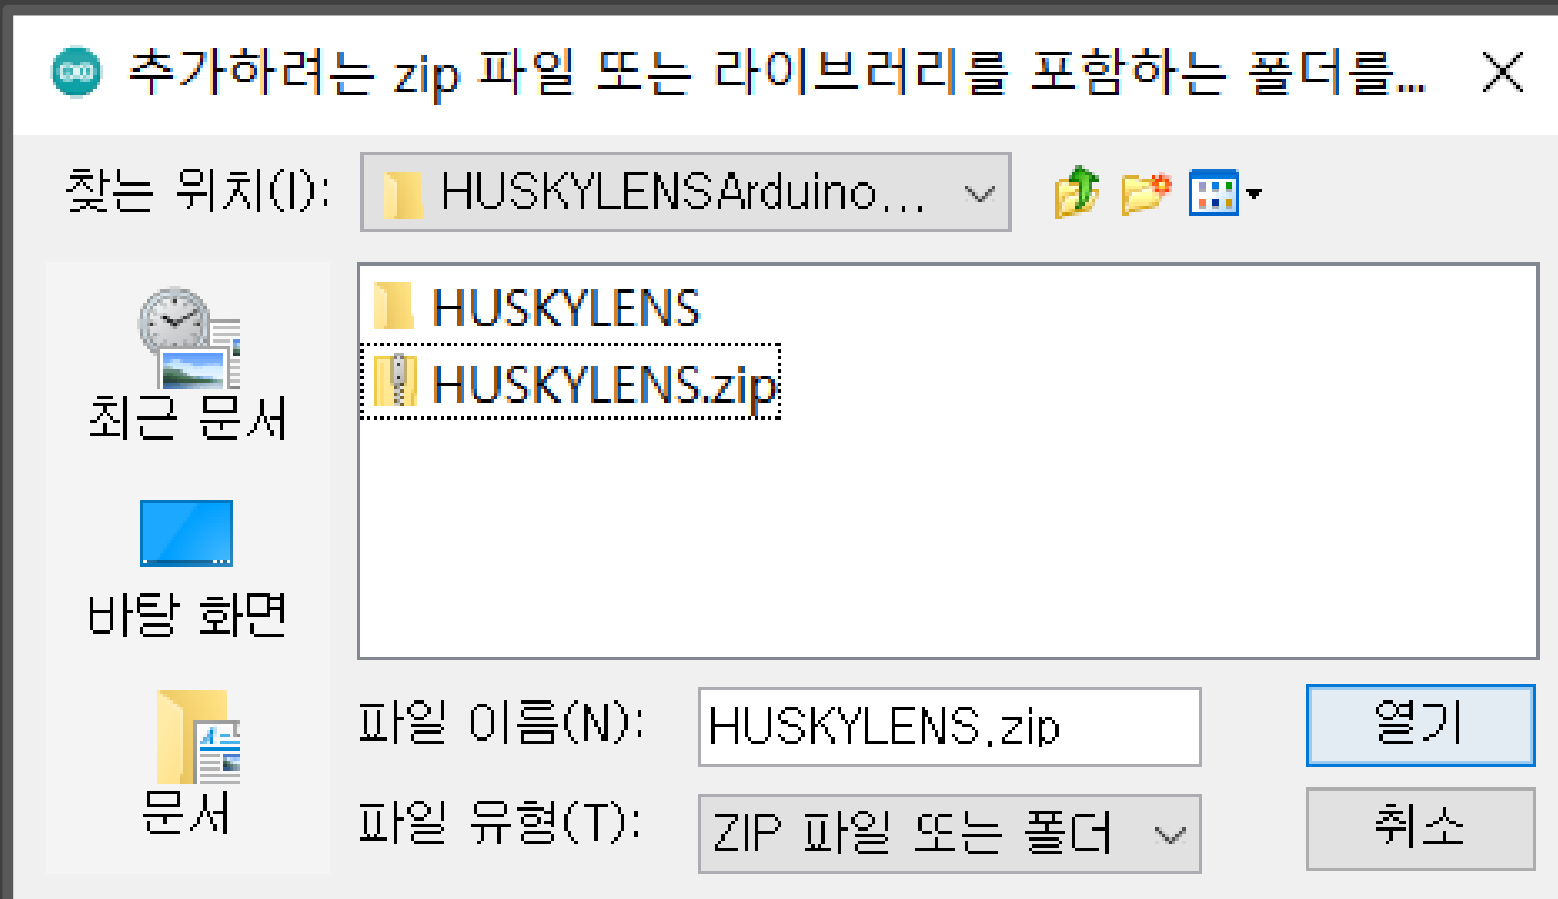 추가하려는 zip 파일 또는 라이브러리를 포함하는 폴더를...
찾는 위치(I):
HUSKYLENSArduino...
HUSKYLENS
HUSKYLENS.zip
최근 문서
바탕 화면
문서
파일 이름(N):
HUSKYLENS.zip
열기
파일 유형(T):
ZIP 파일 또는 폴더
취소